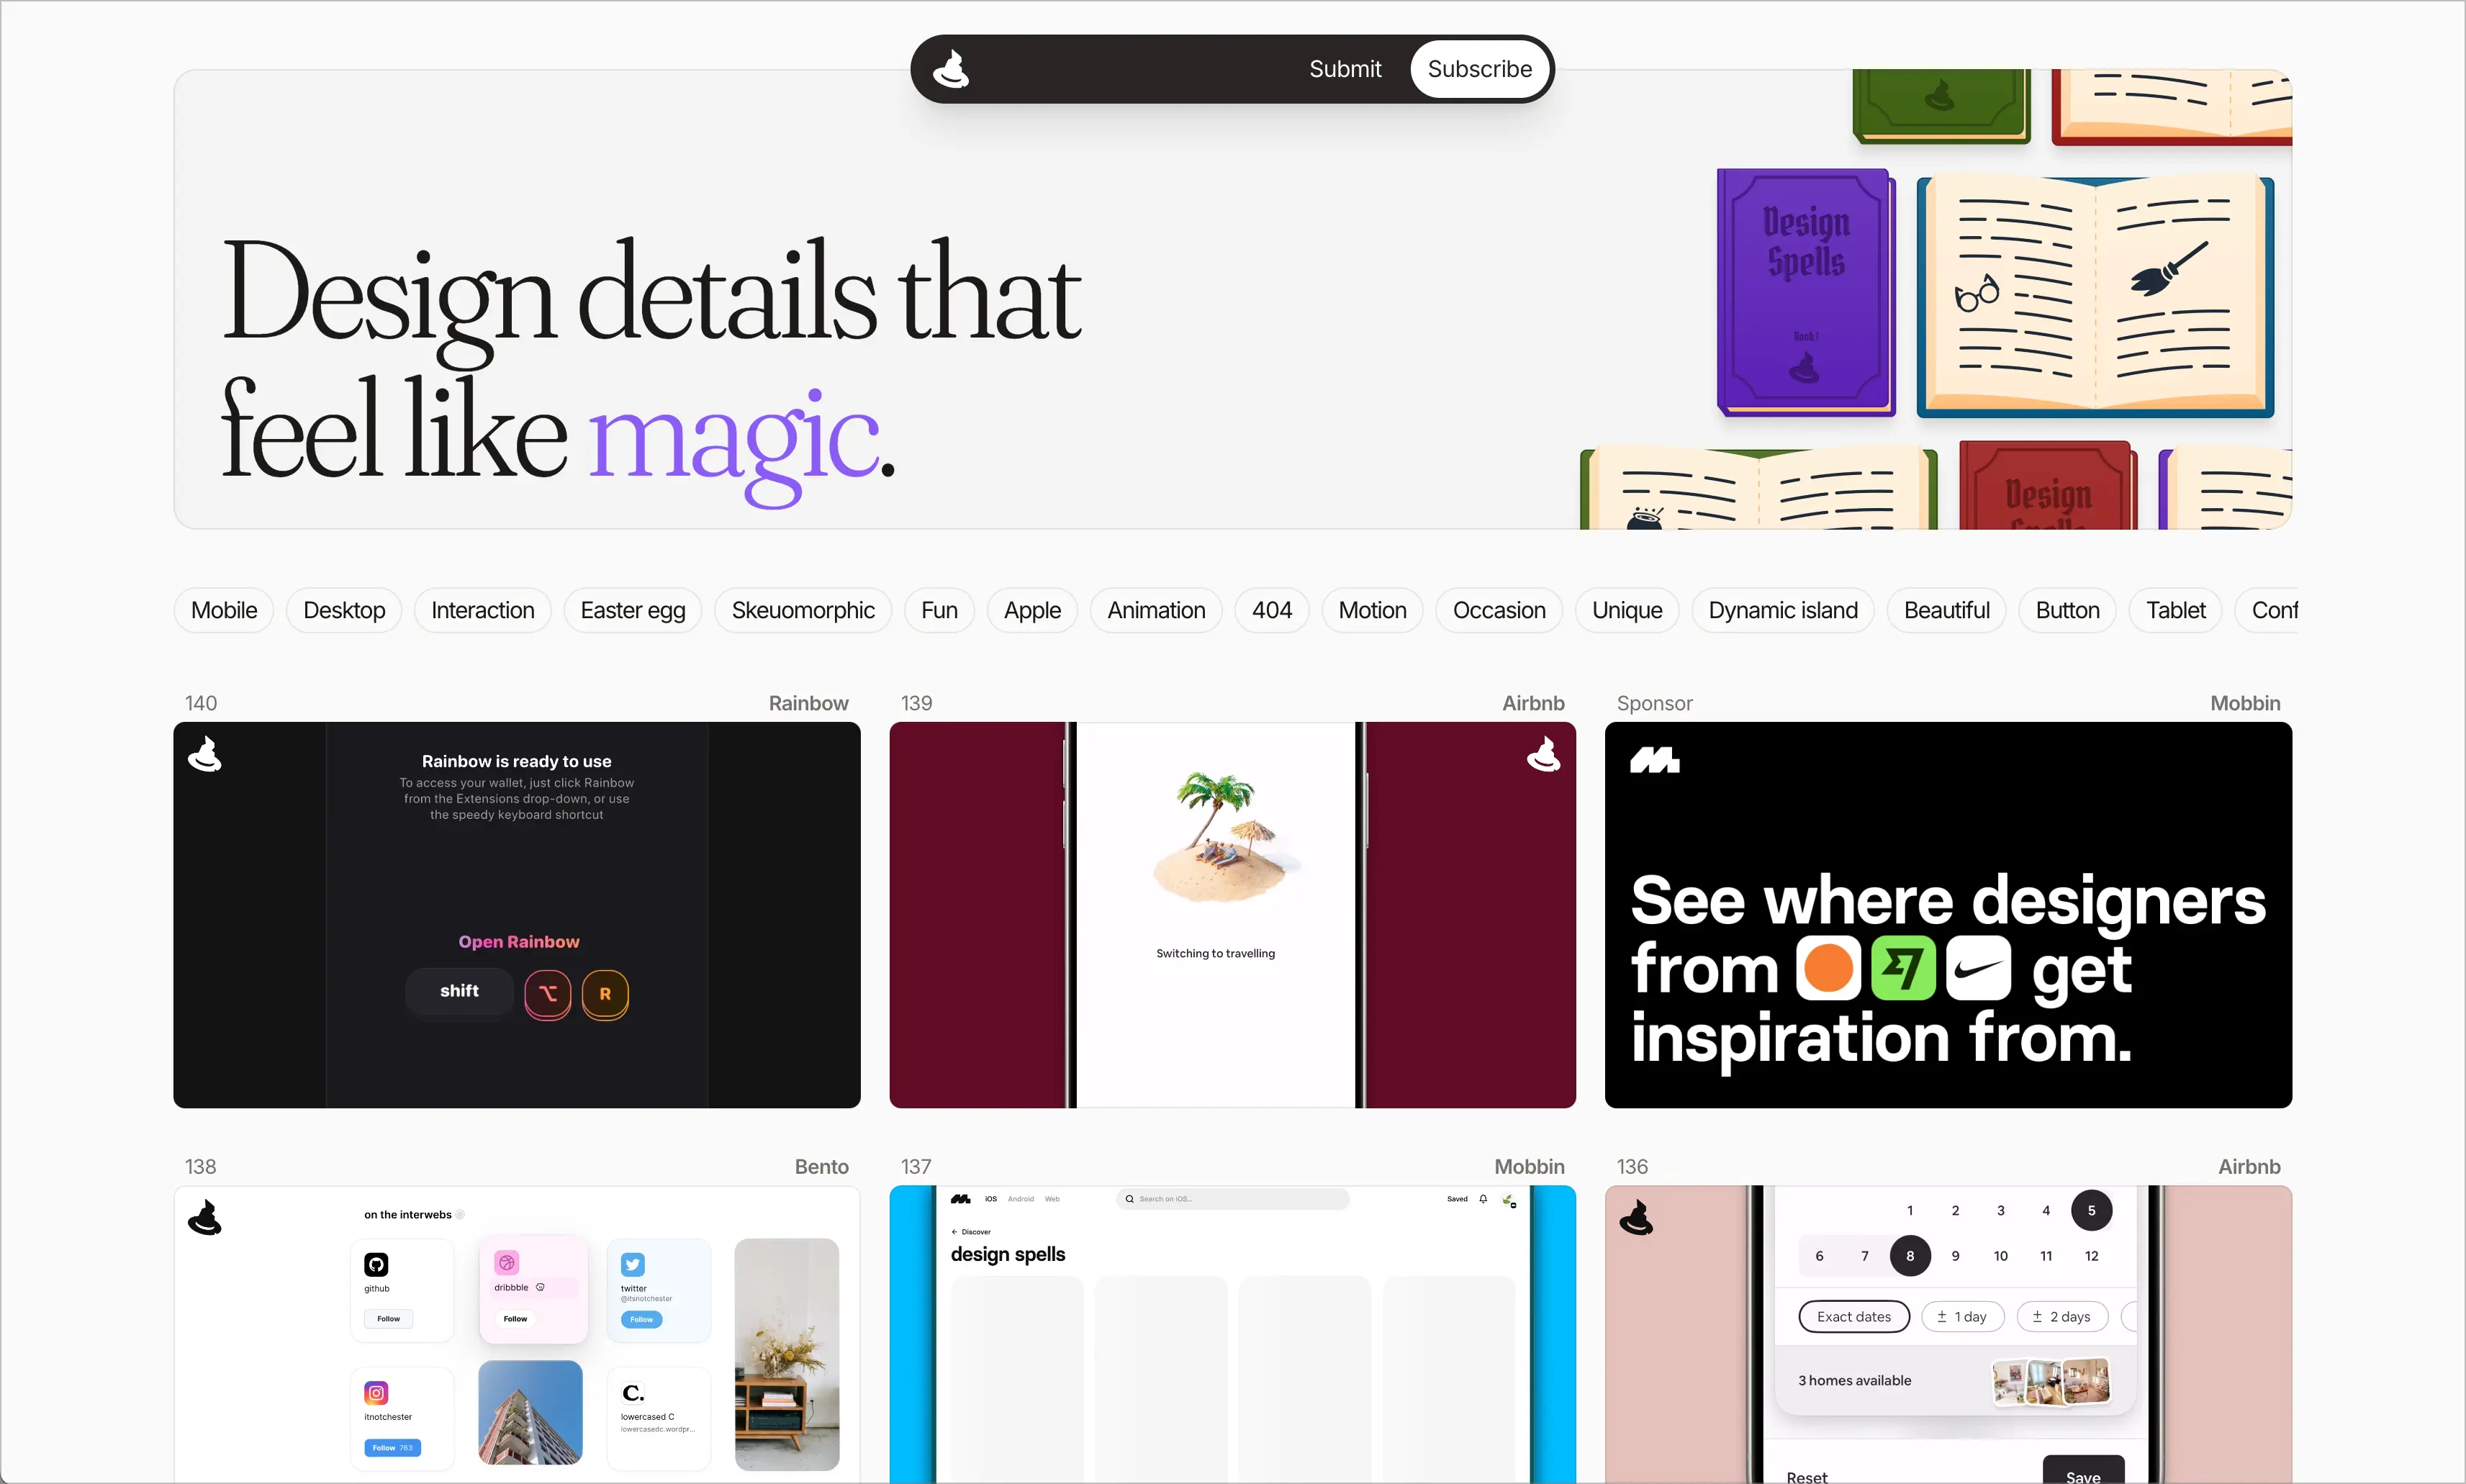 Submit
Subscribe
Design details that
feel like magic.
Design
Spells
Book 1
Design
Spells
Mobile
Desktop
Interaction
Easter egg
Skeuomorphic
Fun
Apple
Animation
404
Motion
Occasion
Unique
Dynamic island
Beautiful
Button
Tablet
Conf
140
Rainbow
Rainbow is ready to use
To access your wallet, just click Rainbow
from the Extensions drop-down, or use
the speedy keyboard shortcut
Open Rainbow
shift
⌥
R
139
Airbnb
Switching to travelling
Sponsor
Mobbin
See where designers
from get
inspiration from.
138
Bento
on the interwebs
github
Follow
dribbble
Follow
twitter
@itsnotchester
Follow
itnotchester
Follow 763
C.
lowercased C
lowercasedc.wordpr...
137
Mobbin
iOS
Android
Web
Search on iOS...
Saved
← Discover
design spells
136
Airbnb
1 2 3 4 5
6 7 8 9 10 11 12
Exact dates
± 1 day
± 2 days
3 homes available
Reset
Save